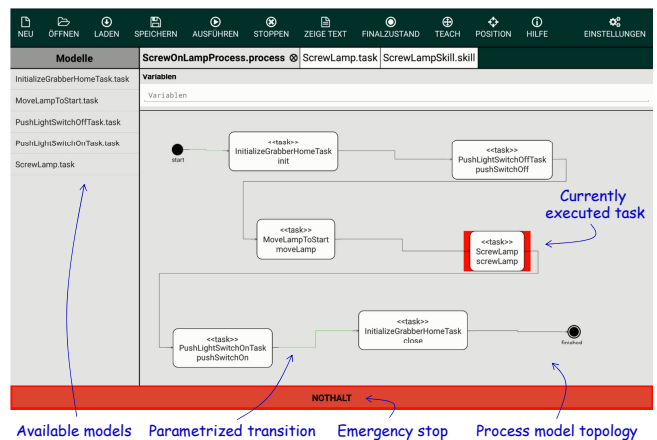 NEU ÖFFNEN LADEN SPEICHERN AUSFÜHREN STOPPEN ZEIGE TEXT FINALZUSTAND TEACH POSITION HILFE EINSTELLUNGEN
Modelle
ScrewOnLampProcess.process ScrewLamp.task ScrewLampSkill.skill
InitializeGrabberHomeTask.task
MoveLampToStart.task
PushLightSwitchOffTask.task
PushLightSwitchOnTask.task
ScrewLamp.task
Variablen
Variablen
start
<<task>>
InitializeGrabberHomeTask
init
<<task>>
PushLightSwitchOffTask
pushSwitchOff
Currently
executed task
<<task>>
MoveLampToStart
moveLamp
<<task>>
ScrewLamp
screwLamp
<<task>>
PushLightSwitchOnTask
pushSwitchOn
<<task>>
InitializeGrabberHomeTask
close
finished
NOTHALT
Available models
Parametrized transition
Emergency stop
Process model topology